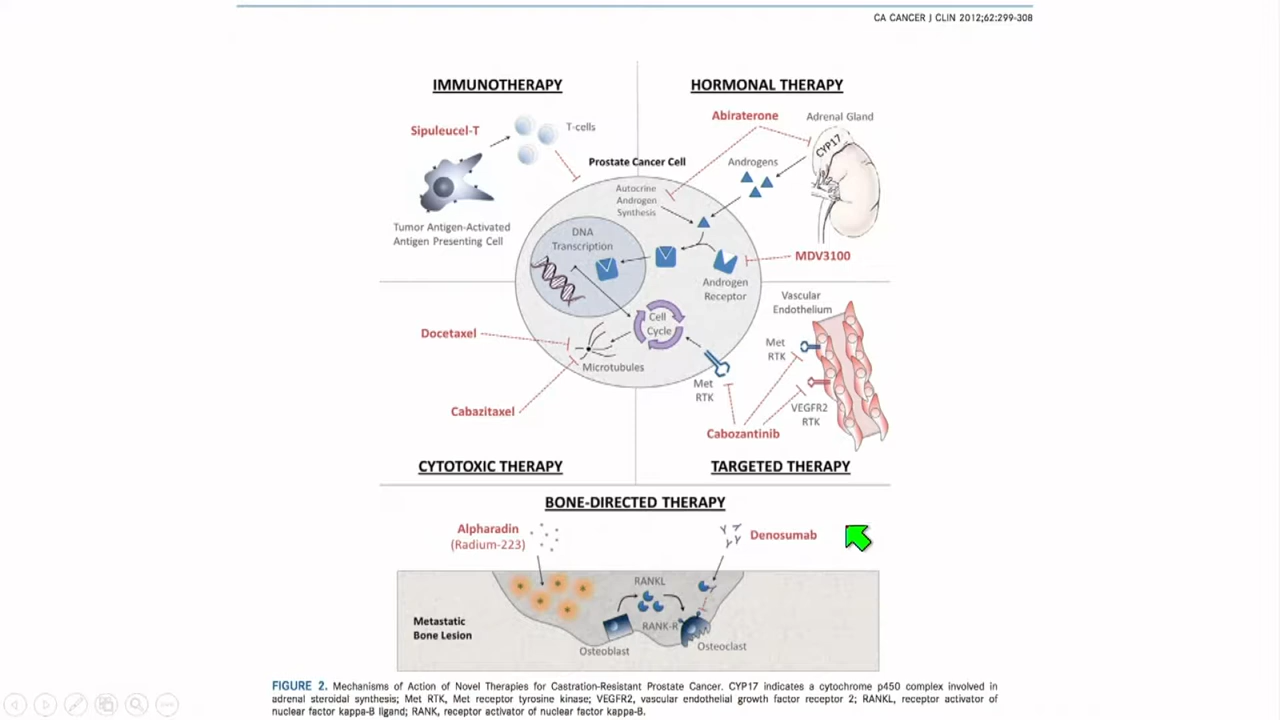 CA CANCER J CLIN 2012;62:299-308
IMMUNOTHERAPY
Sipuleucel-T
T-cells
Tumor Antigen-Activated
Antigen Presenting Cell
HORMONAL THERAPY
Abiraterone
Adrenal Gland
CYP17
Androgens
Prostate Cancer Cell
Autocrine
Androgen
Synthesis
DNA
Transcription
MDV3100
Androgen
Receptor
Cell
Cycle
Microtubules
Docetaxel
Cabazitaxel
CYTOTOXIC THERAPY
Vascular
Endothelium
Met
RTK
Met
RTK
VEGFR2
RTK
Cabozantinib
TARGETED THERAPY
BONE-DIRECTED THERAPY
Alpharadin
(Radium-223)
Denosumab
RANKL
RANK-R
Metastatic
Bone Lesion
Osteoblast
Osteoclast
FIGURE 2. Mechanisms of Action of Novel Therapies for Castration-Resistant Prostate Cancer. CYP17 indicates a cytochrome p450 complex involved in
adrenal steroidal synthesis; Met RTK, Met receptor tyrosine kinase; VEGFR2, vascular endothelial growth factor receptor 2; RANKL, receptor activator of
nuclear factor kappa-B ligand; RANK, receptor activator of nuclear factor kappa-B.